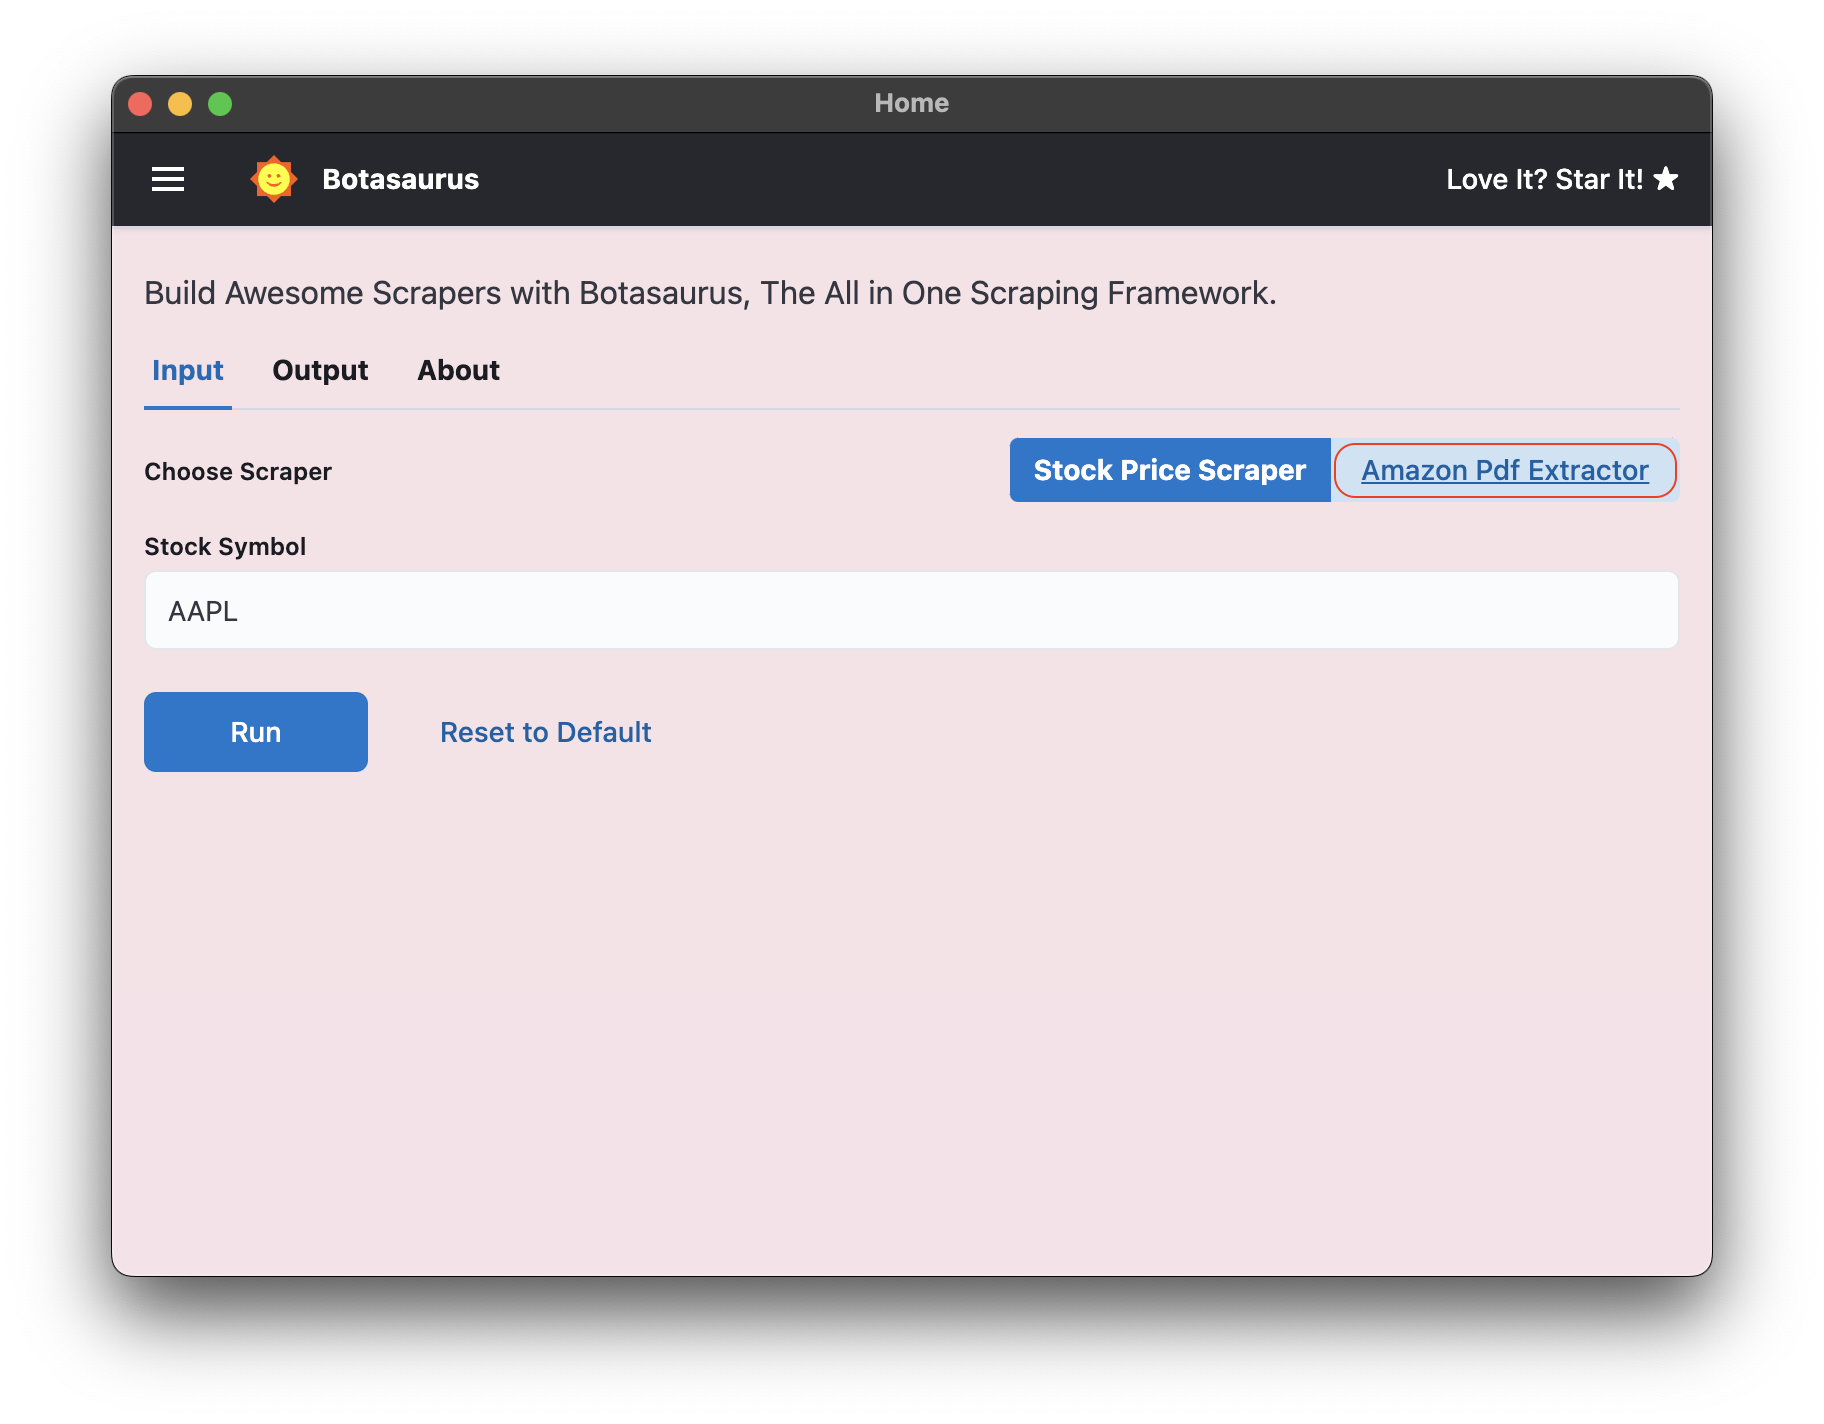 Home
Botasaurus
Love It? Star It!
Build Awesome Scrapers with Botasaurus, The All in One Scraping Framework.
Input Output About
Choose Scraper
Stock Price Scraper
Amazon Pdf Extractor
Stock Symbol
AAPL
Run
Reset to Default